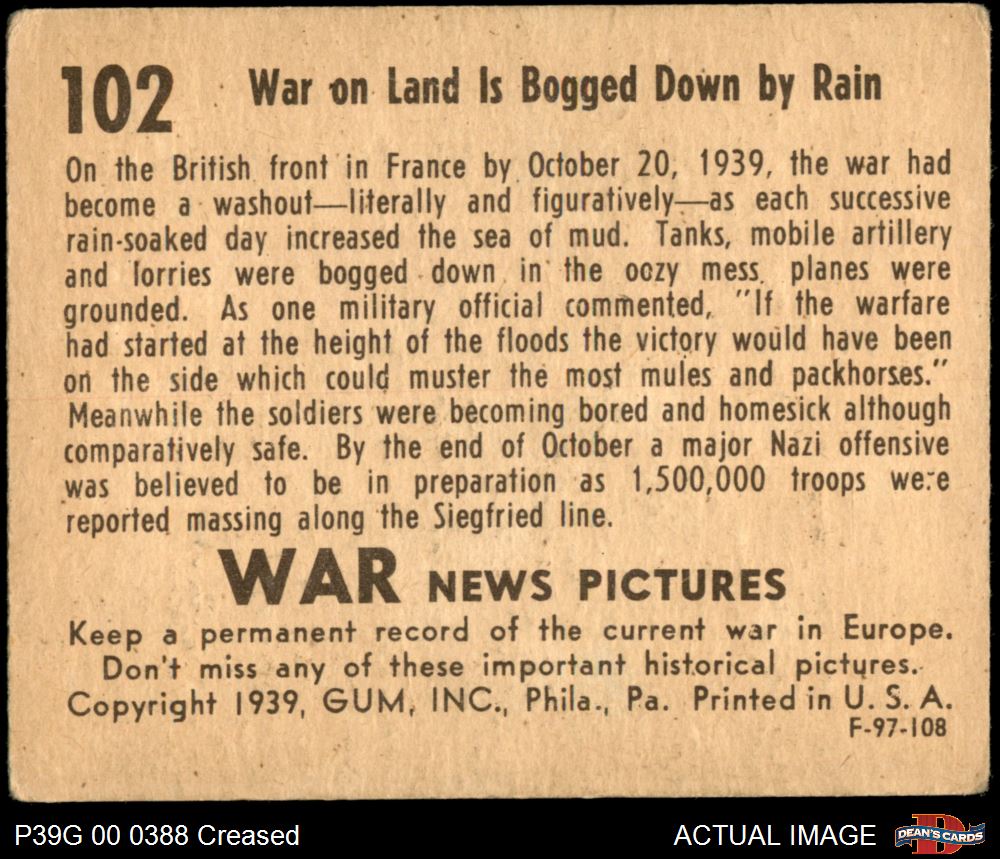 102 War on Land Is Bogged Down by Rain
On the British front in France by October 20, 1939, the war had
become a washout—literally and figuratively—as each successive
rain-soaked day increased the sea of mud. Tanks, mobile artillery
and lorries were bogged down in the oozy mess, planes were
grounded. As one military official commented, "If the warfare
had started at the height of the floods the victory would have been
on the side which could muster the most mules and packhorses."
Meanwhile the soldiers were becoming bored and homesick although
comparatively safe. By the end of October a major Nazi offensive
was believed to be in preparation as 1,500,000 troops were
reported massing along the Siegfried line.
WAR NEWS PICTURES
Keep a permanent record of the current war in Europe.
Don't miss any of these important historical pictures.
Copyright 1939, GUM, INC., Phila., Pa. Printed in U. S. A.
F-97-108
P39G 00 0388 Creased ACTUAL IMAGE D DEAN'S CARDS